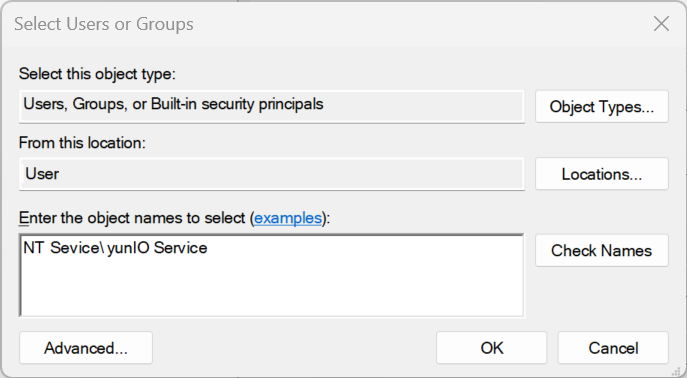 Select Users or Groups
Select this object type:
Users, Groups, or Built-in security principals
Object Types...
From this location:
User
Locations...
Enter the object names to select (examples):
NT Sevice\ yunIO Service
Check Names
Advanced...
OK
Cancel